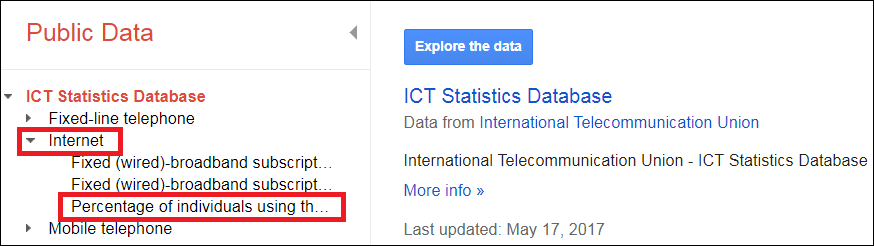 Public Data
ICT Statistics Database
Fixed-line telephone
Internet
Fixed (wired)-broadband subscript...
Fixed (wired)-broadband subscript...
Percentage of individuals using th...
Mobile telephone
Explore the data
ICT Statistics Database
Data from International Telecommunication Union
International Telecommunication Union - ICT Statistics Database
More info »
Last updated: May 17, 2017